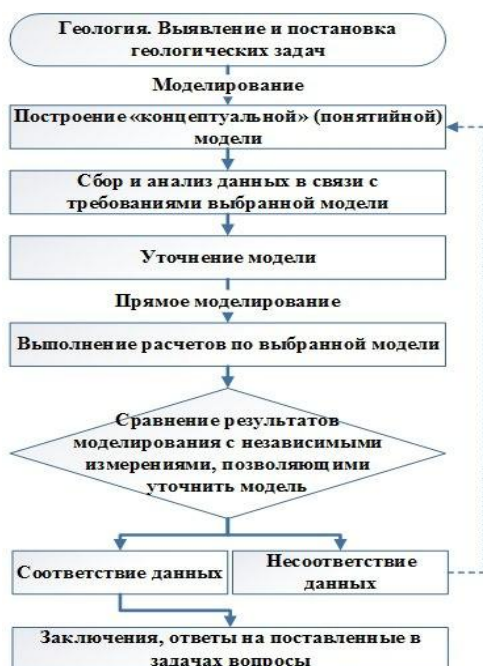 Геология. Выявление и постановка
геологических задач
Моделирование
Построение «концептуальной» (понятийной)
модели
Сбор и анализ данных в связи с
требованиями выбранной модели
Уточнение модели
Прямое моделирование
Выполнение расчетов по выбранной модели
Сравнение результатов
моделирования с независимыми
измерениями, позволяющими
уточнить модель
Соответствие данных
Несоответствие
данных
Заключения, ответы на поставленные в
задачах вопросы